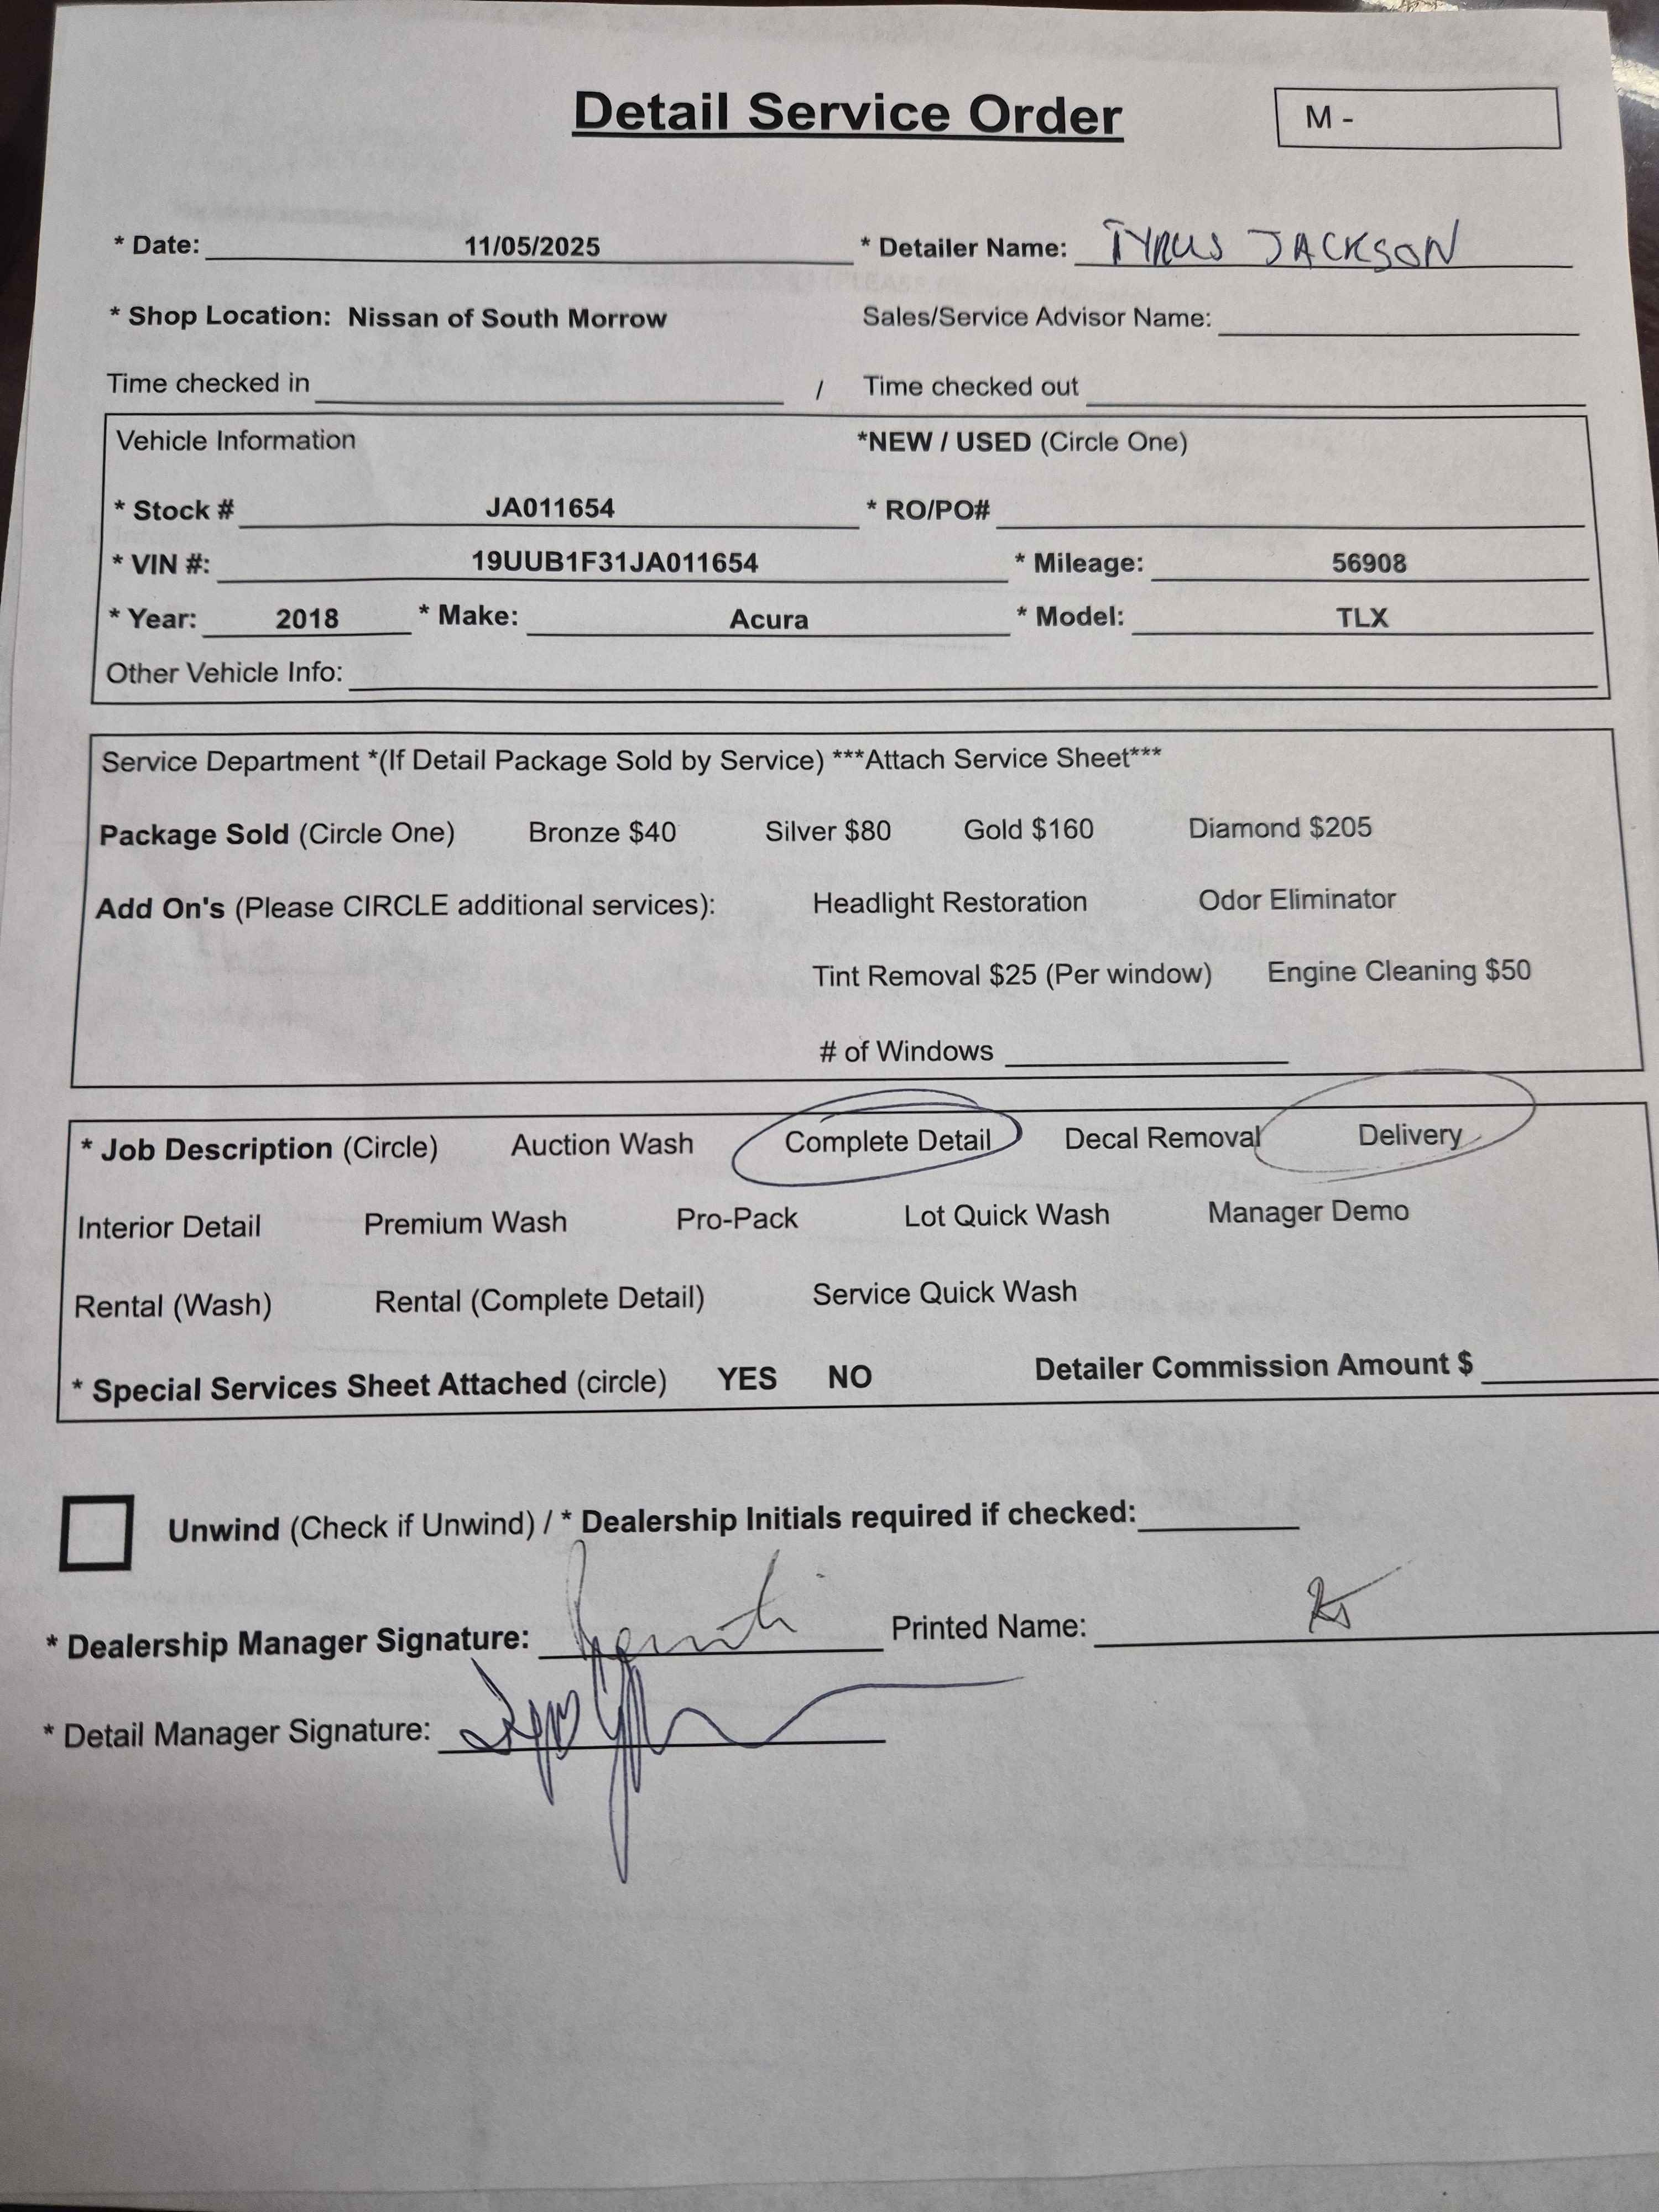 Detail Service Order
M -
* Date: 11/05/2025 * Detailer Name: TYRUS JACKSON
* Shop Location: Nissan of South Morrow Sales/Service Advisor Name:
Time checked in / Time checked out
Vehicle Information *NEW / USED (Circle One)
* Stock # JA011654 * RO/PO#
* VIN #: 19UUB1F31JA011654 * Mileage: 56908
* Year: 2018 * Make: Acura * Model: TLX
Other Vehicle Info:
Service Department *(If Detail Package Sold by Service) ***Attach Service Sheet***
Package Sold (Circle One) Bronze $40 Silver $80 Gold $160 Diamond $205
Add On's (Please CIRCLE additional services): Headlight Restoration Odor Eliminator
Tint Removal $25 (Per window) Engine Cleaning $50
# of Windows
* Job Description (Circle) Auction Wash Complete Detail Decal Removal Delivery
Interior Detail Premium Wash Pro-Pack Lot Quick Wash Manager Demo
Rental (Wash) Rental (Complete Detail) Service Quick Wash
* Special Services Sheet Attached (circle) YES NO Detailer Commission Amount $
Unwind (Check if Unwind) / * Dealership Initials required if checked:
* Dealership Manager Signature: Printed Name:
* Detail Manager Signature: